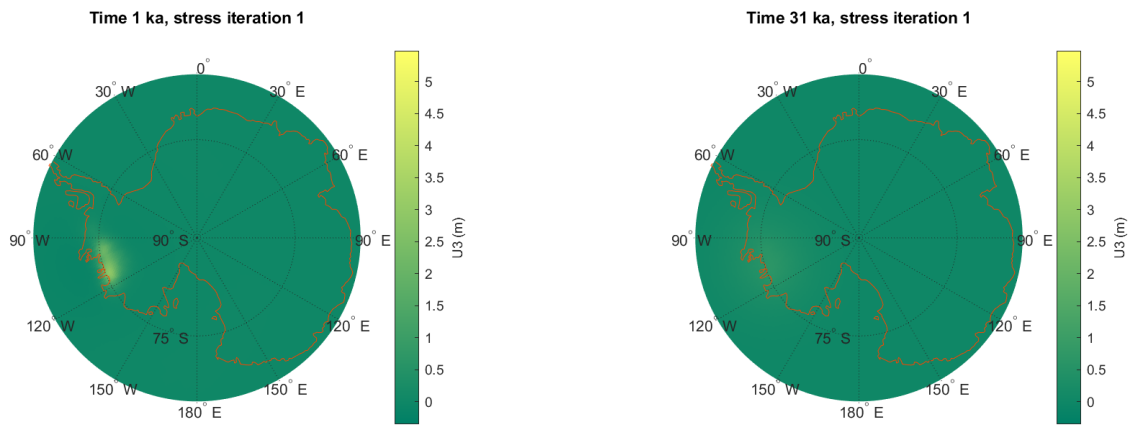 Time 1 ka, stress iteration 1
0°
30° W
30° E
60° W
60° E
90° W
90° S
90° E
120° W
75° S
120° E
150° W
150° E
180° E
5
4.5
4
3.5
3
2.5
2
1.5
1
0.5
0
U3 (m)
Time 31 ka, stress iteration 1
0°
30° W
30° E
60° W
60° E
90° W
90° S
90° E
120° W
75° S
120° E
150° W
150° E
180° E
5
4.5
4
3.5
3
2.5
2
1.5
1
0.5
0
U3 (m)